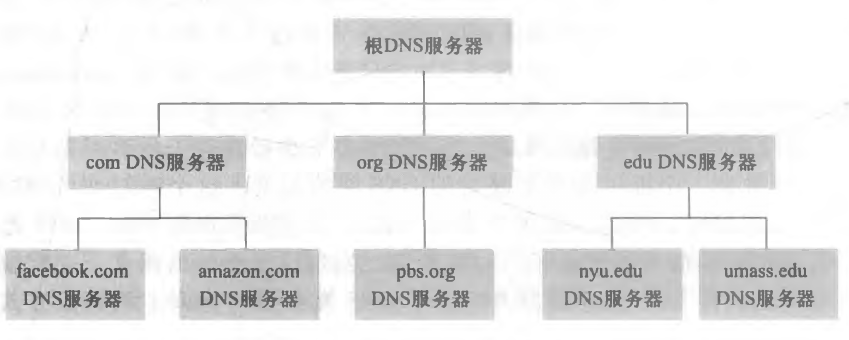 根DNS服务器
com DNS服务器
org DNS服务器
edu DNS服务器
facebook.com
DNS服务器
amazon.com
DNS服务器
pbs.org
DNS服务器
nyu.edu
DNS服务器
umass.edu
DNS服务器